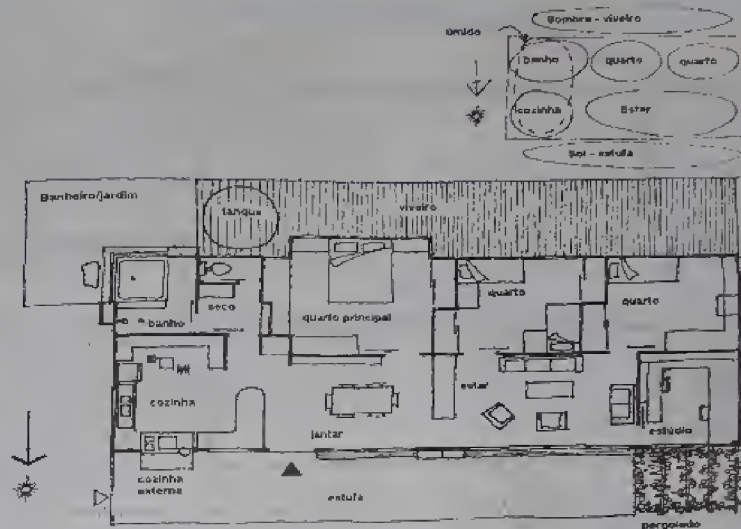 Sombra - viveiro
úmido
banho
quarto
quarto
cozinha
Estar
Sol - estufa
Banheiro/jardim
tanque
viveiro
seco
banho
quarto principal
quarto
quarto
cozinha
estar
jantar
estúdio
cozinha
externa
estufa
pergolado